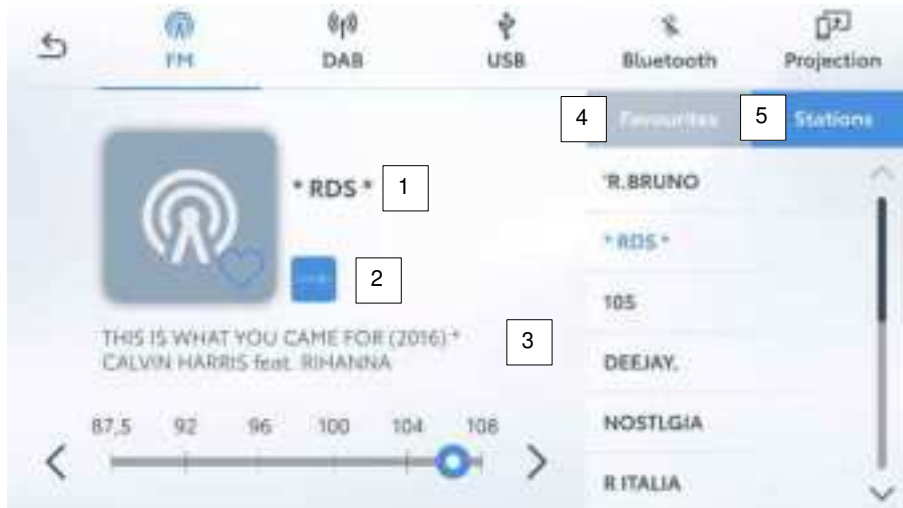 FM
DAB
USB
Bluetooth
Projection
4
Favourites
5
Stations
* RDS *
1
2
THIS IS WHAT YOU CAME FOR (2016) *
CALVIN HARRIS feat. RIHANNA
3
87,5 92 96 100 104 108
'R.BRUNO
* RDS *
105
DEEJAY.
NOSTLGIA
R ITALIA